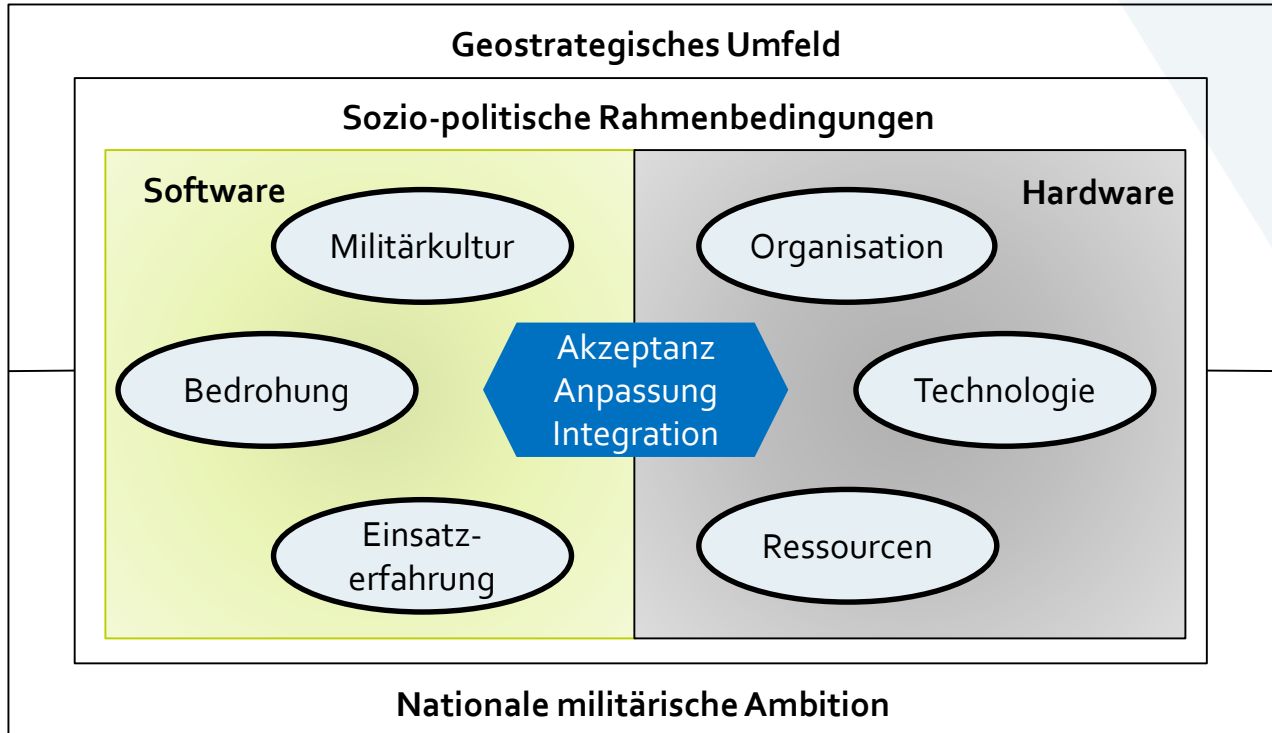 Geostrategisches Umfeld
Sozio-politische Rahmenbedingungen
Software
Hardware
Militärkultur
Organisation
Bedrohung
Akzeptanz
Anpassung
Integration
Technologie
Einsatz-
erfahrung
Ressourcen
Nationale militärische Ambition